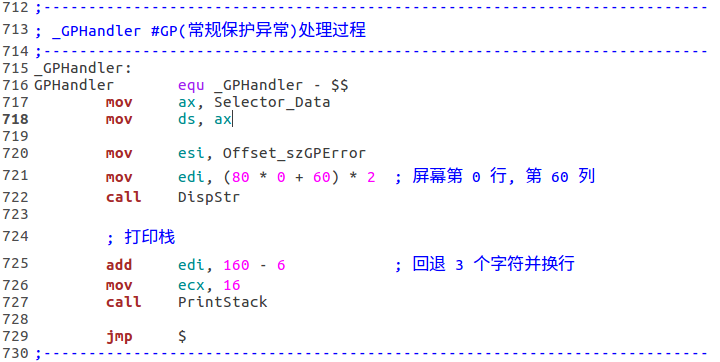 712 ;---------------------------------------------------------------------------
713 ; _GPHandler #GP(常规保护异常)处理过程
714 ;---------------------------------------------------------------------------
715 _GPHandler:
716 GPHandler       equ _GPHandler - $$
717         mov     ax, Selector_Data
718         mov     ds, ax
719
720         mov     esi, Offset_szGPError
721         mov     edi, (80 * 0 + 60) * 2  ; 屏幕第 0 行, 第 60 列
722         call    DispStr
723
724         ; 打印栈
725         add     edi, 160 - 6            ; 回退 3 个字符并换行
726         mov     ecx, 16
727         call    PrintStack
728
729         jmp     $
730 ;---------------------------------------------------------------------------